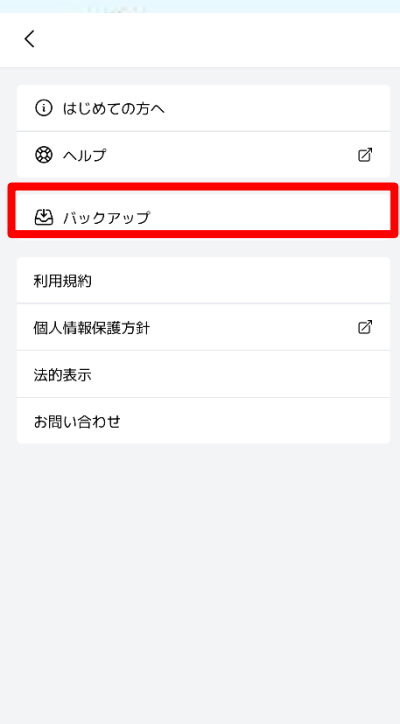 はじめての方へ
ヘルプ
バックアップ
利用規約
個人情報保護方針
法的表示
お問い合わせ